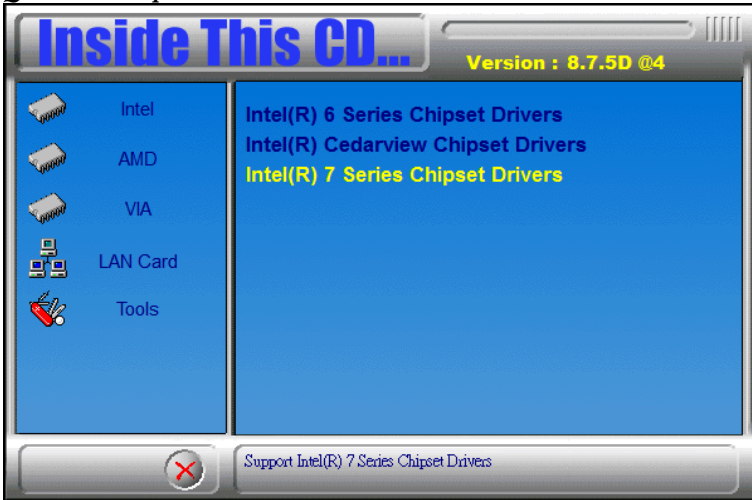 Inside This CD...
Version : 8.7.5D @4
Intel
AMD
VIA
LAN Card
Tools
Intel(R) 6 Series Chipset Drivers
Intel(R) Cedarview Chipset Drivers
Intel(R) 7 Series Chipset Drivers
Support Intel(R) 7 Series Chipset Drivers